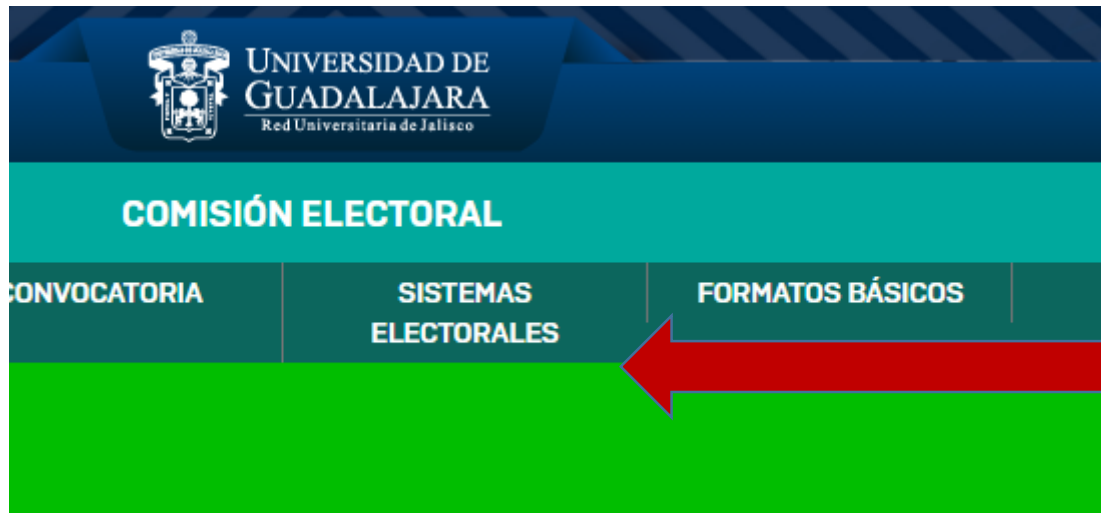 UNIVERSIDAD DE
GUADALAJARA
Red Universitaria de Jalisco
COMISIÓN ELECTORAL
CONVOCATORIA
SISTEMAS
ELECTORALES
FORMATOS BÁSICOS